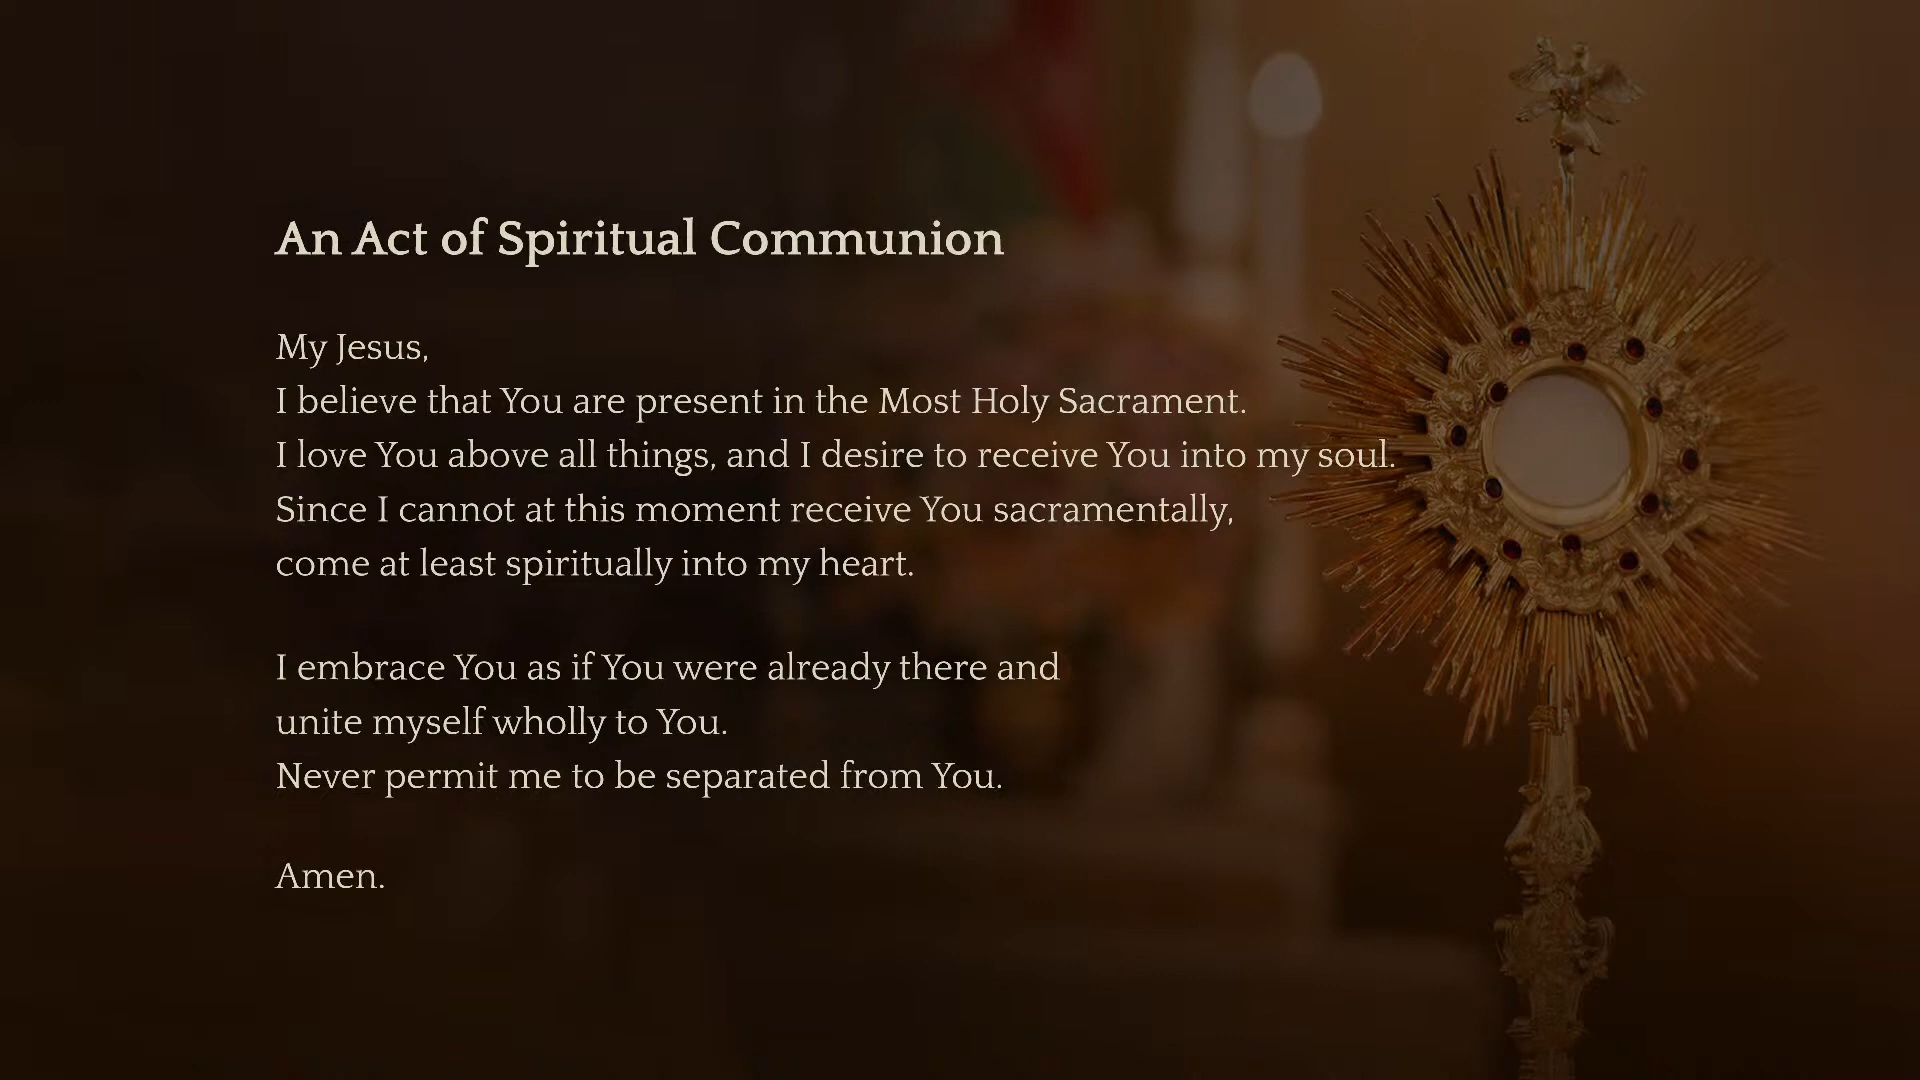 An Act of Spiritual Communion
My Jesus,
I believe that You are present in the Most Holy Sacrament.
I love You above all things, and I desire to receive You into my soul.
Since I cannot at this moment receive You sacramentally,
come at least spiritually into my heart.
I embrace You as if You were already there and
unite myself wholly to You.
Never permit me to be separated from You.
Amen.